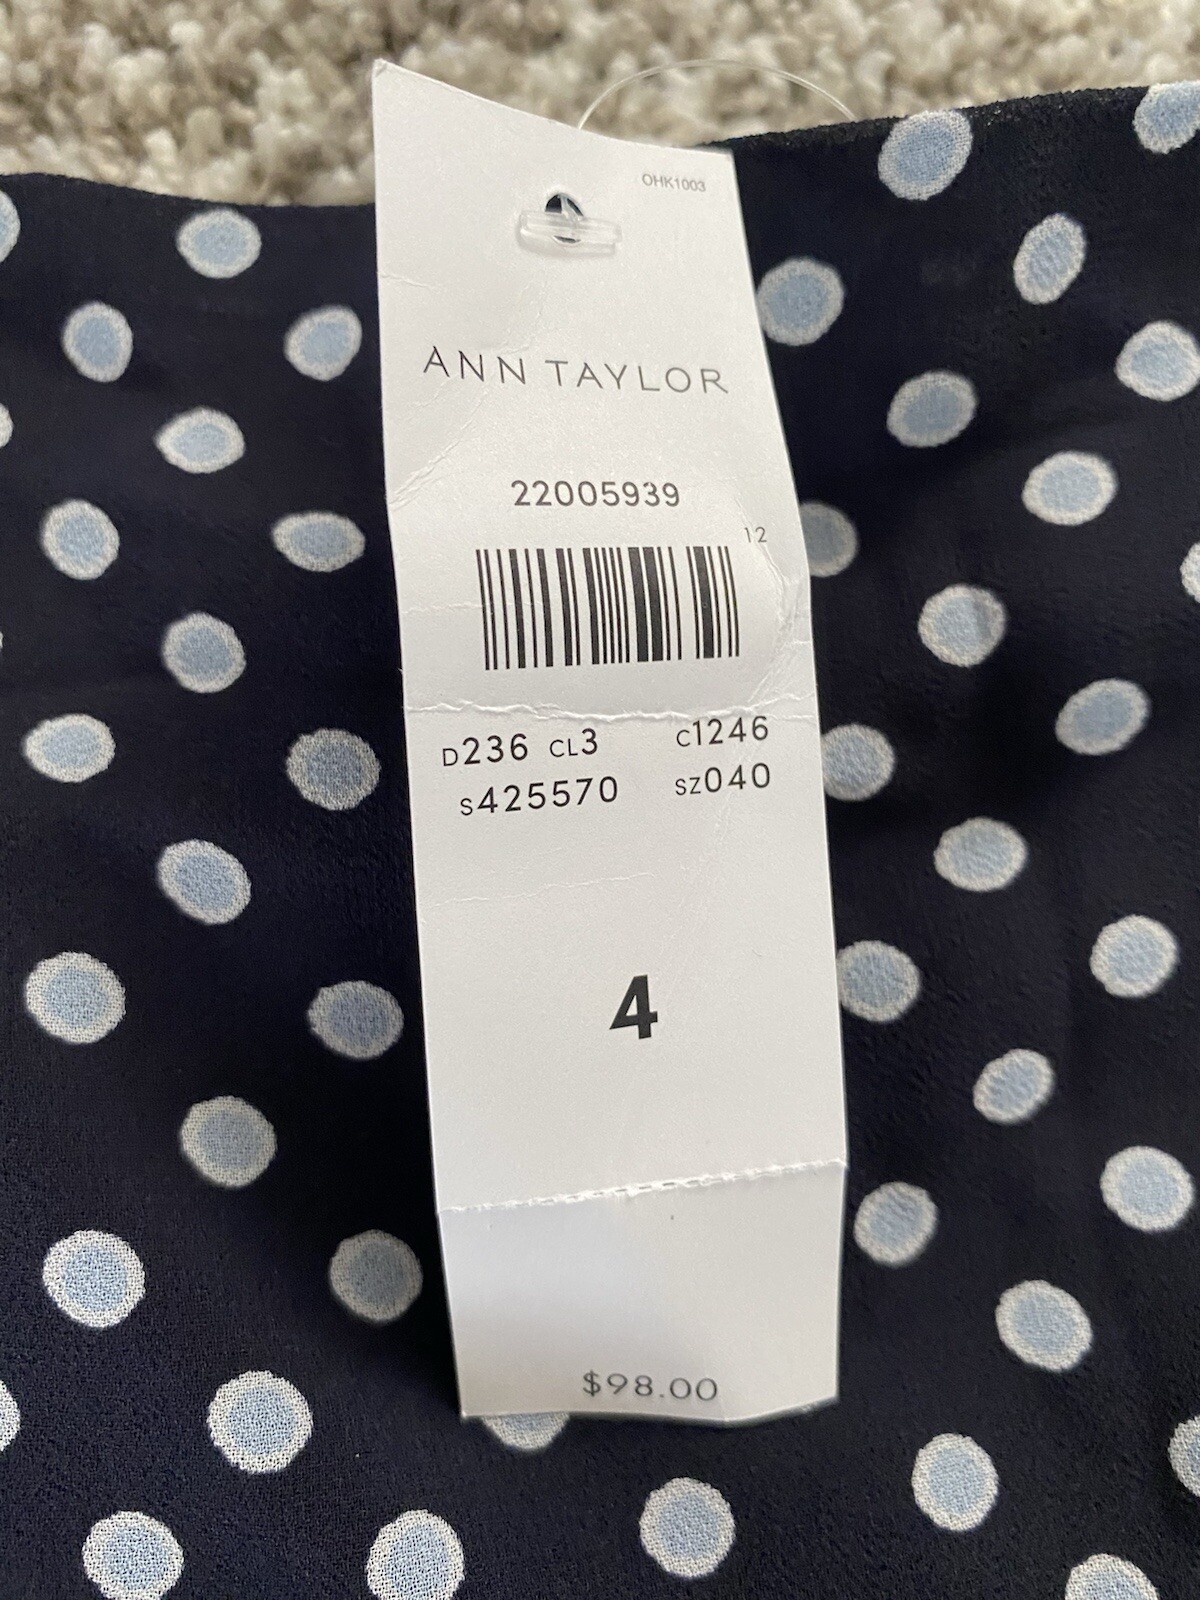 OHK1003
ANN TAYLOR
22005939
12
D236 CL3 C1246
S425570 SZ040
4
$98.00